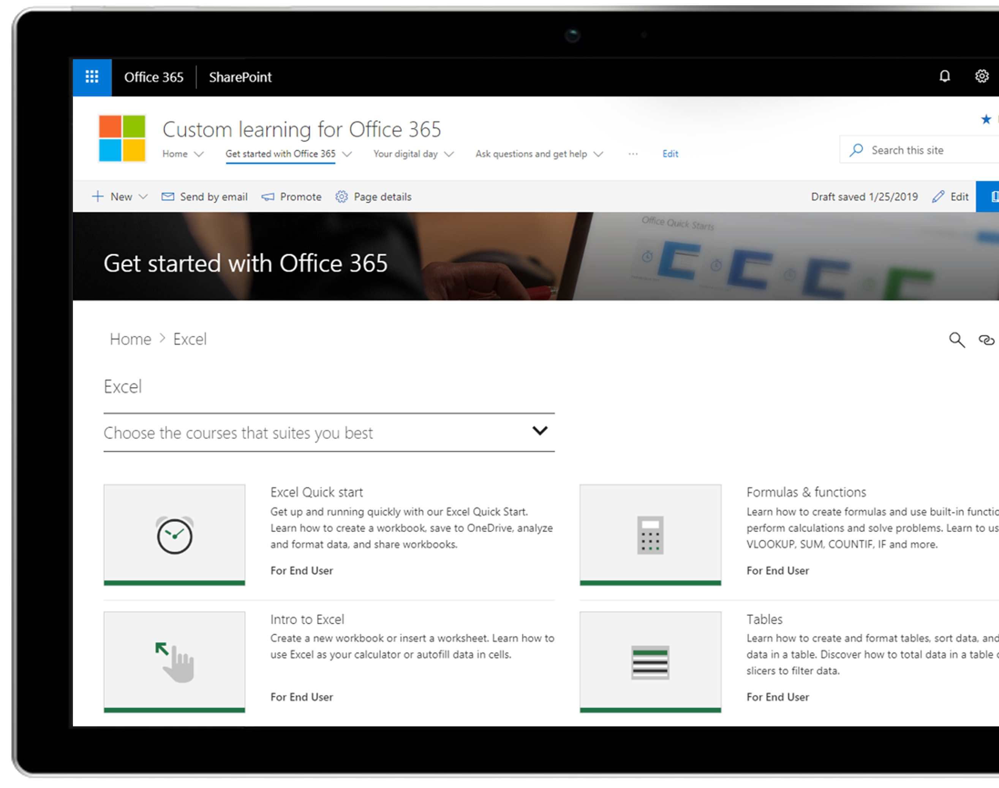 Office 365 SharePoint
Custom learning for Office 365
Home Get started with Office 365 Your digital day Ask questions and get help ... Edit
Search this site
New Send by email Promote Page details Draft saved 1/25/2019 Edit
Office Quick Starts
Get started with Office 365
Home > Excel
Excel
Choose the courses that suites you best
Excel Quick start
Get up and running quickly with our Excel Quick Start.
Learn how to create a workbook, save to OneDrive, analyze
and format data, and share workbooks.
For End User
Formulas & functions
Learn how to create formulas and use built-in
perform calculations and solve problems. Learn to
VLOOKUP, SUM, COUNTIF, IF and more.
For End User
Intro to Excel
Create a new workbook or insert a worksheet. Learn how to
use Excel as your calculator or autofill data in cells.
For End User
Tables
Learn how to create and format tables, sort data, and
data in a table. Discover how to total data in a table
slicers to filter data.
For End User